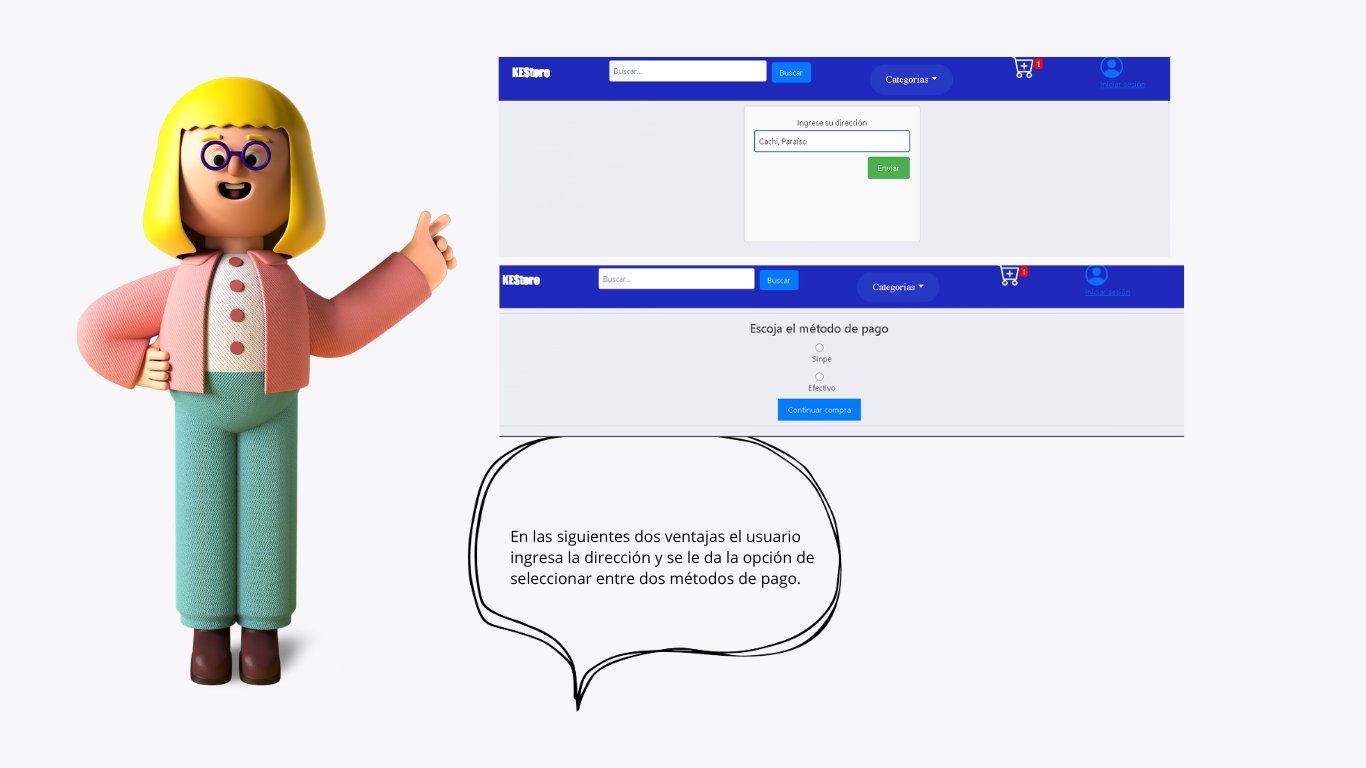 KEStore
Buscar...
Buscar
Categorias
1
Iniciar sesión
Ingrese su dirección
Cachí, Paraíso
Enviar
KEStore
Buscar...
Buscar
Categorias
1
Iniciar sesión
Escoja el método de pago
Sinpe
Efectivo
Continuar compra
En las siguientes dos ventajas el usuario
ingresa la dirección y se le da la opción de
seleccionar entre dos métodos de pago.